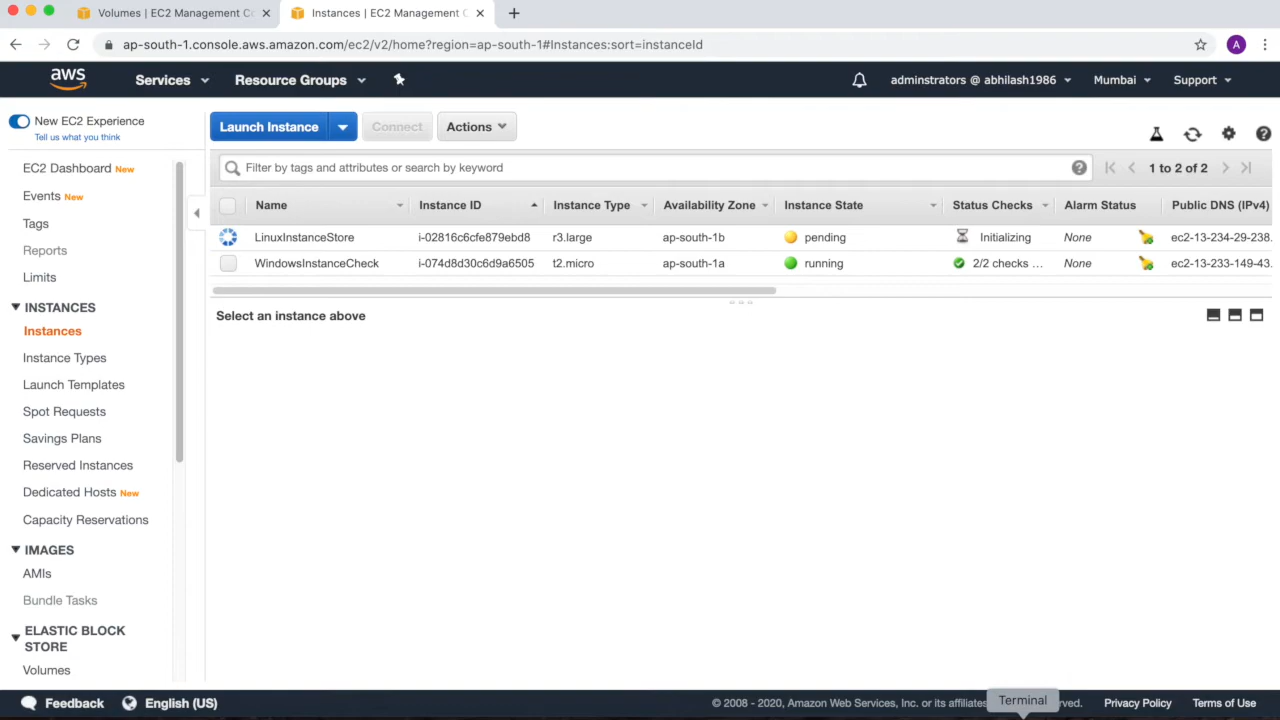 Volumes | EC2 Management Co
Instances | EC2 Management C
ap-south-1.console.aws.amazon.com/ec2/v2/home?region=ap-south-1#Instances:sort=instanceId
A
aws
Services
Resource Groups
adminstrators @ abhilash1986
Mumbai
Support
New EC2 Experience
Tell us what you think
EC2 Dashboard New
Events New
Tags
Reports
Limits
INSTANCES
Instances
Instance Types
Launch Templates
Spot Requests
Savings Plans
Reserved Instances
Dedicated Hosts New
Capacity Reservations
IMAGES
AMIs
Bundle Tasks
ELASTIC BLOCK
STORE
Volumes
Launch Instance
Connect
Actions
Filter by tags and attributes or search by keyword
1 to 2 of 2
Name Instance ID Instance Type Availability Zone Instance State Status Checks Alarm Status Public DNS (IPv4)
LinuxInstanceStore i-02816c6cfe879ebd8 r3.large ap-south-1b pending Initializing None ec2-13-234-29-238.
WindowsInstanceCheck i-074d8d30c6d9a6505 t2.micro ap-south-1a running 2/2 checks ... None ec2-13-233-149-43.
Select an instance above
Feedback
English (US)
© 2008 - 2020, Amazon Web Services, Inc. or its affiliates
rved.
Terminal
Privacy Policy
Terms of Use